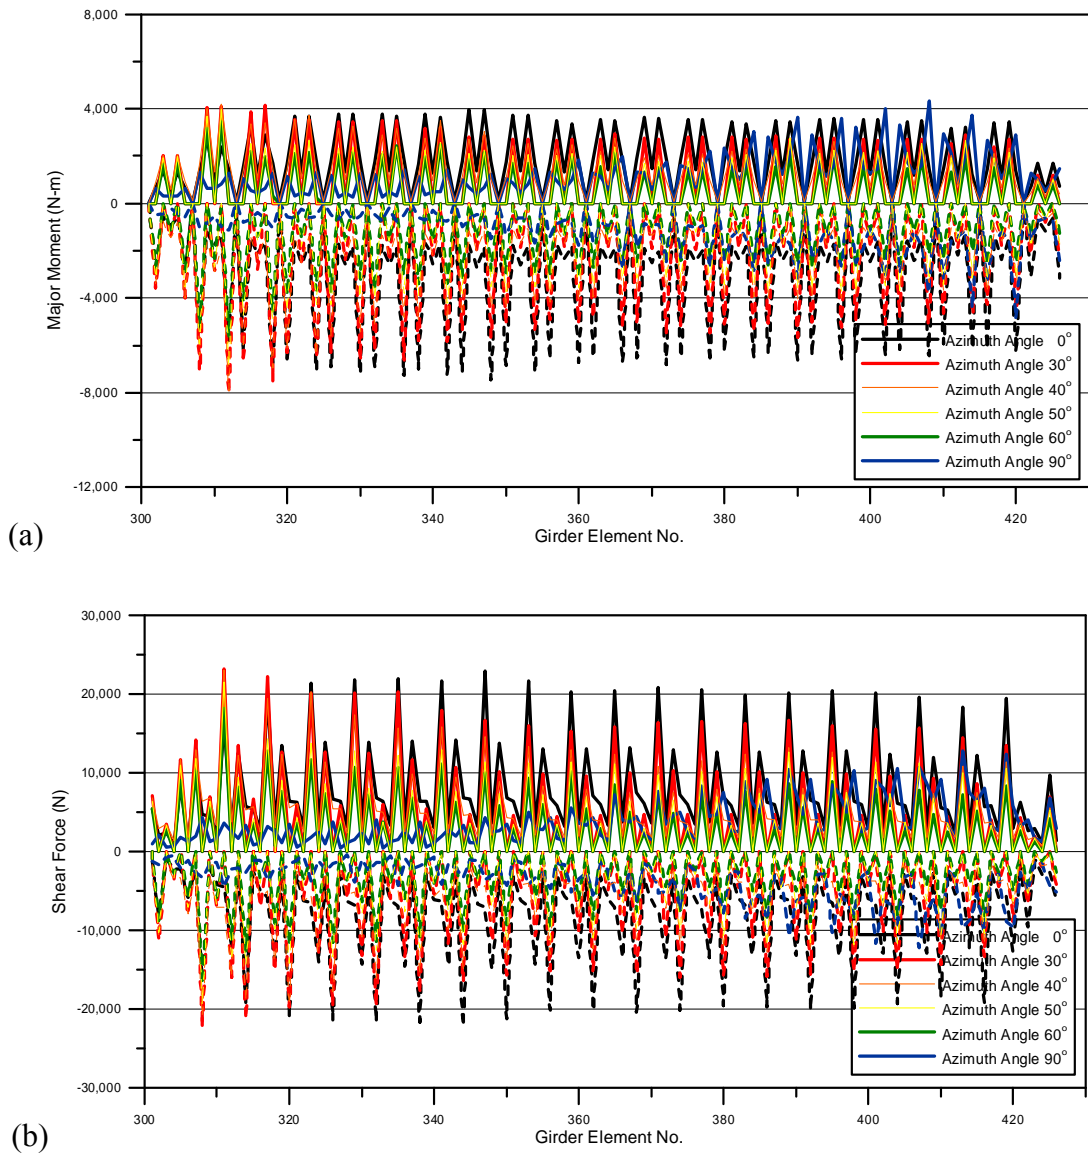 8,000
4,000
0
-4,000
-8,000
-12,000
Major Moment (N-m)
300 320 340 360 380 400 420
Girder Element No.
Azimuth Angle 0°
Azimuth Angle 30°
Azimuth Angle 40°
Azimuth Angle 50°
Azimuth Angle 60°
Azimuth Angle 90°
(a)
30,000
20,000
10,000
0
-10,000
-20,000
-30,000
Shear Force (N)
300 320 340 360 380 400 420
Girder Element No.
Azimuth Angle 0°
Azimuth Angle 30°
Azimuth Angle 40°
Azimuth Angle 50°
Azimuth Angle 60°
Azimuth Angle 90°
(b)